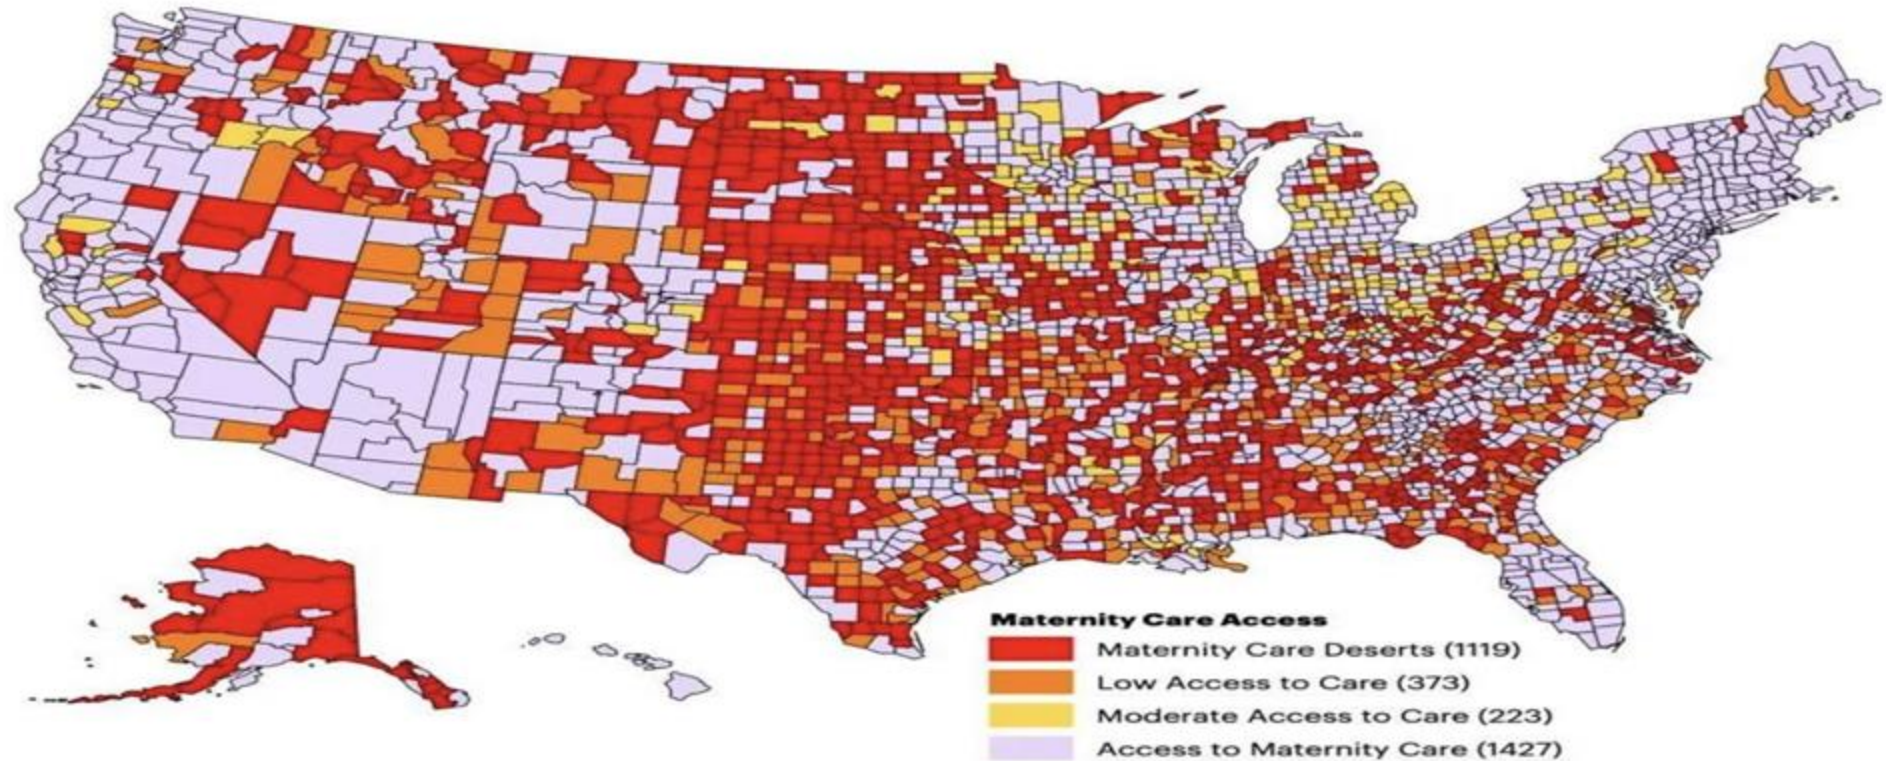 Maternity Care Access
Maternity Care Deserts (1119)
Low Access to Care (373)
Moderate Access to Care (223)
Access to Maternity Care (1427)